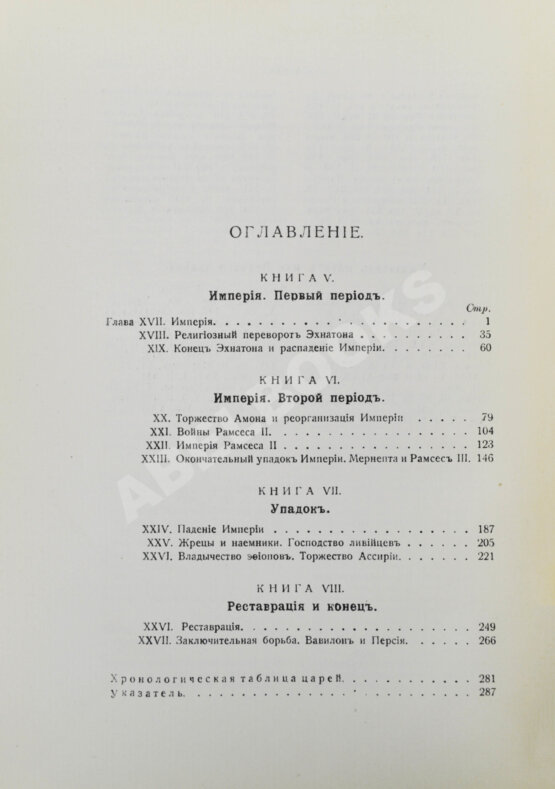 ОГЛАВЛЕНІЕ.
КНИГА V.
Имперія. Первый періодъ.
Стр.
Глава XVII. Имперія. . . . . . . . . . . . . . . . . . . 1
XVIII. Религіозный переворотъ Эхнатона . . . . . . . . 35
XIX. Конецъ Эхнатона и распаденіе Имперіи. . . . . . . 60
КНИГА VI.
Имперія. Второй періодъ.
XX. Торжество Амона и реорганизація Имперіи . . . . . 79
XXI. Войны Рамсеса II. . . . . . . . . . . . . . . . 104
XXII. Имперія Рамсеса II . . . . . . . . . . . . . . . 123
XXIII. Окончательный упадокъ Имперіи. Мернепта и Рамсесъ III. 146
КНИГА VII.
Упадокъ.
XXIV. Паденіе Имперіи . . . . . . . . . . . . . . . . 187
XXV. Жрецы и наемники. Господство ливійцевъ . . . . . 205
XXVI. Владычество эѳіоповъ. Торжество Ассиріи. . . . . . 221
КНИГА VIII.
Реставрація и конецъ.
XXVI. Реставрація. . . . . . . . . . . . . . . . . . 249
XXVII. Заключительная борьба. Вавилонъ и Персія. . . . . . 266
Хронологическая таблица царей. . . . . . . . . . . 281
Указатель. . . . . . . . . . . . . . . . . . . . 287
ABABOOKS